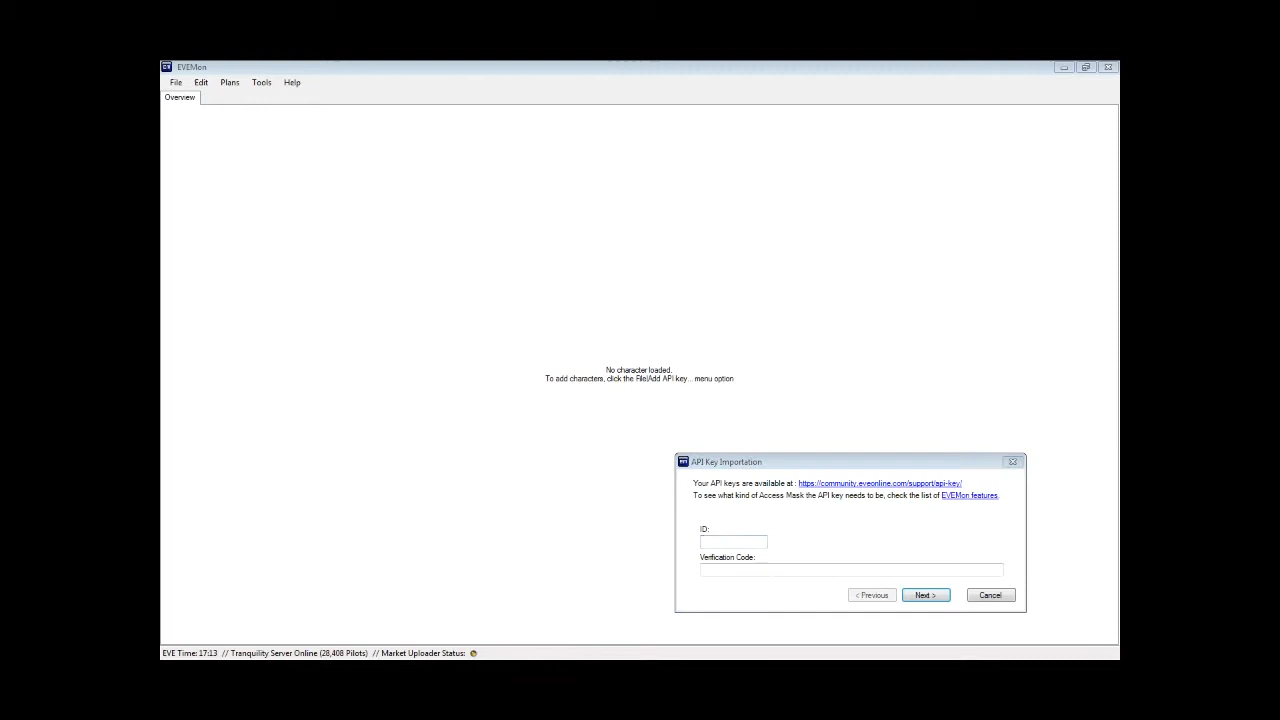 EVEMon
File Edit Plans Tools Help
Overview
No character loaded.
To add characters, click the File|Add API key... menu option
API Key Importation
Your API keys are available at : https://community.eveonline.com/support/api-key/
To see what kind of Access Mask the API key needs to be, check the list of EVEMon features.
ID:
Verification Code:
< Previous Next > Cancel
EVE Time: 17:13 // Tranquility Server Online (28,408 Pilots) // Market Uploader Status: